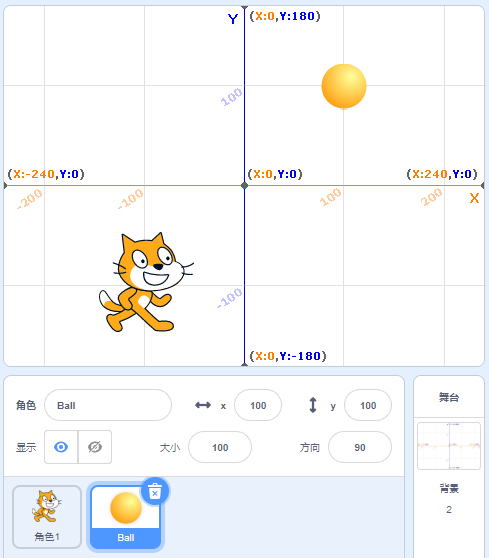 Y
(X:0,Y:180)
100
(X:-240,Y:0)
(X:0,Y:0)
(X:240,Y:0)
-200
-100
100
200
X
-100
(X:0,Y:-180)
角色 Ball x 100 y 100
显示 大小 100 方向 90
角色1
Ball
舞台
背景
2